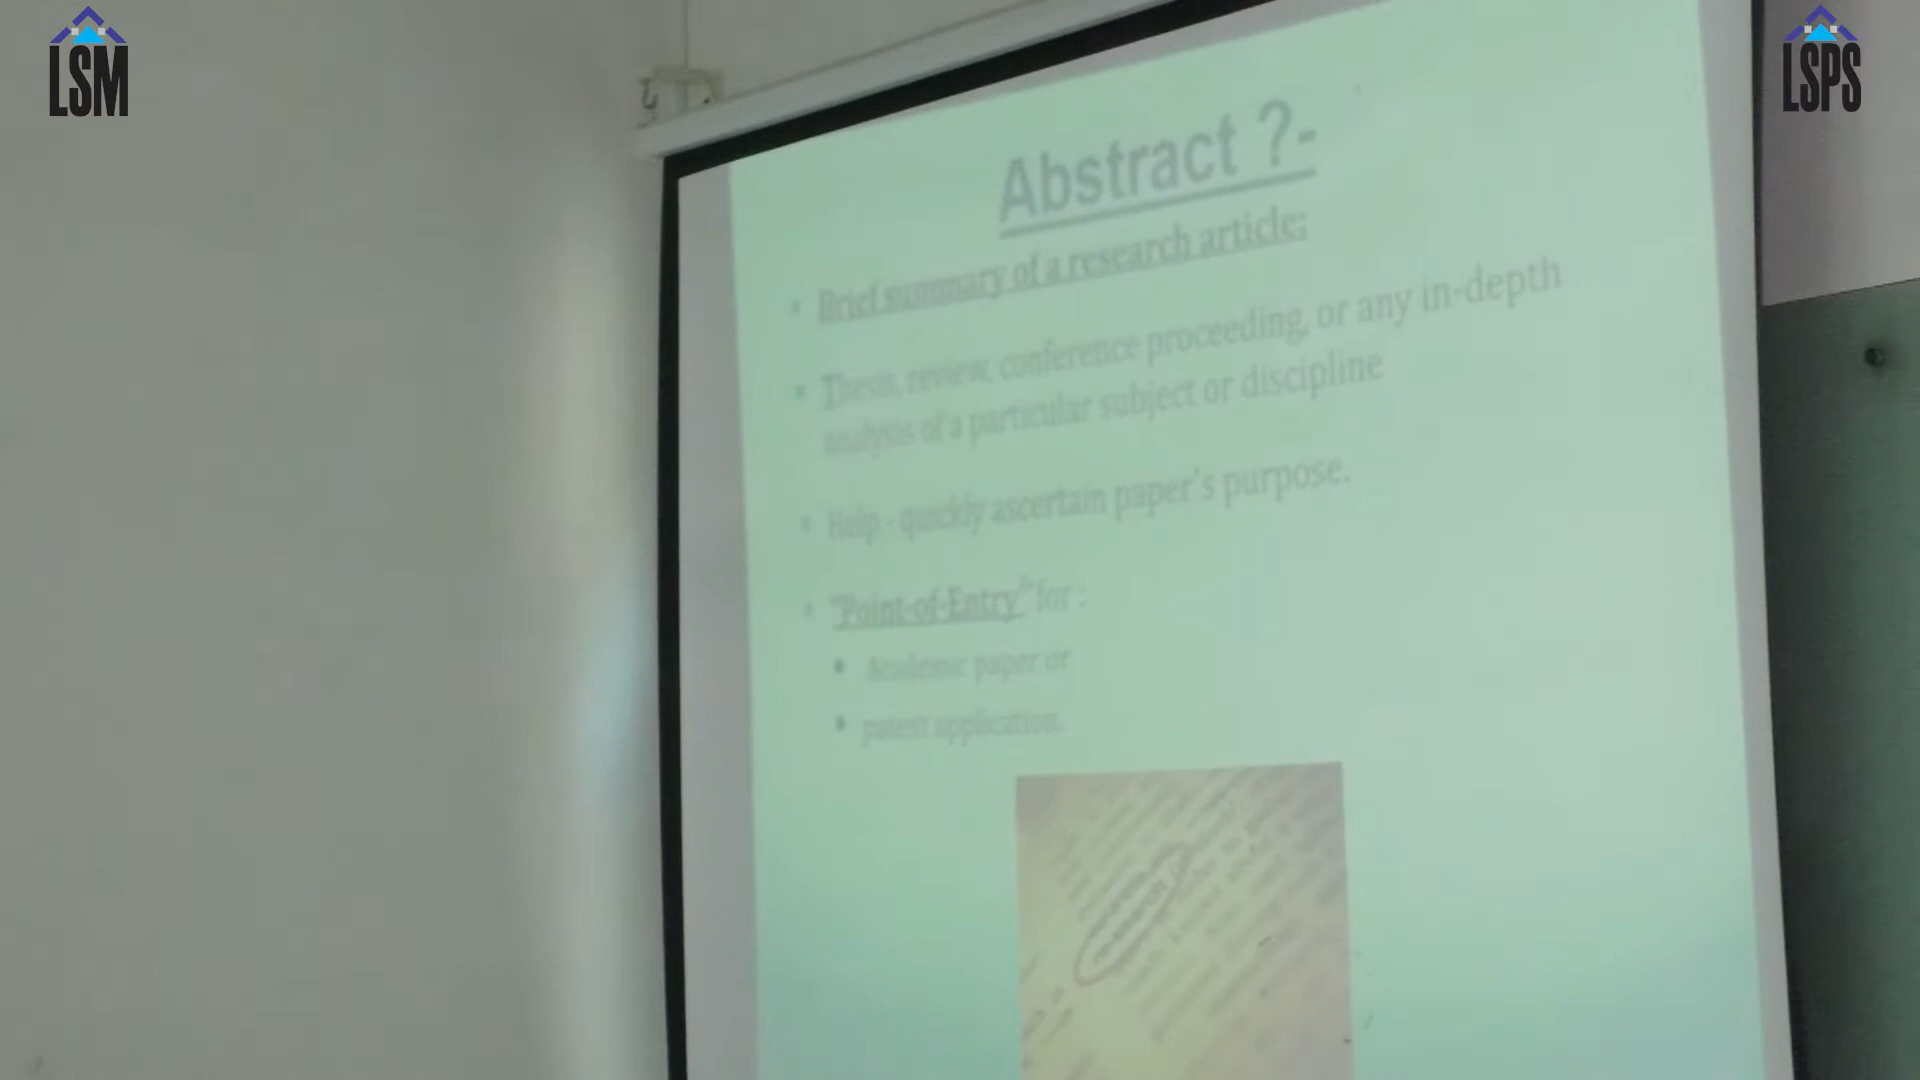 LSM
LSPS
Abstract ?-
• Brief summary of a research article:
• Thesis, review, conference proceeding, or any in-depth
analysis of a particular subject or discipline
• Help - quickly ascertain paper's purpose.
• "Point-of-Entry" for :
• Academic paper or
• patent application.